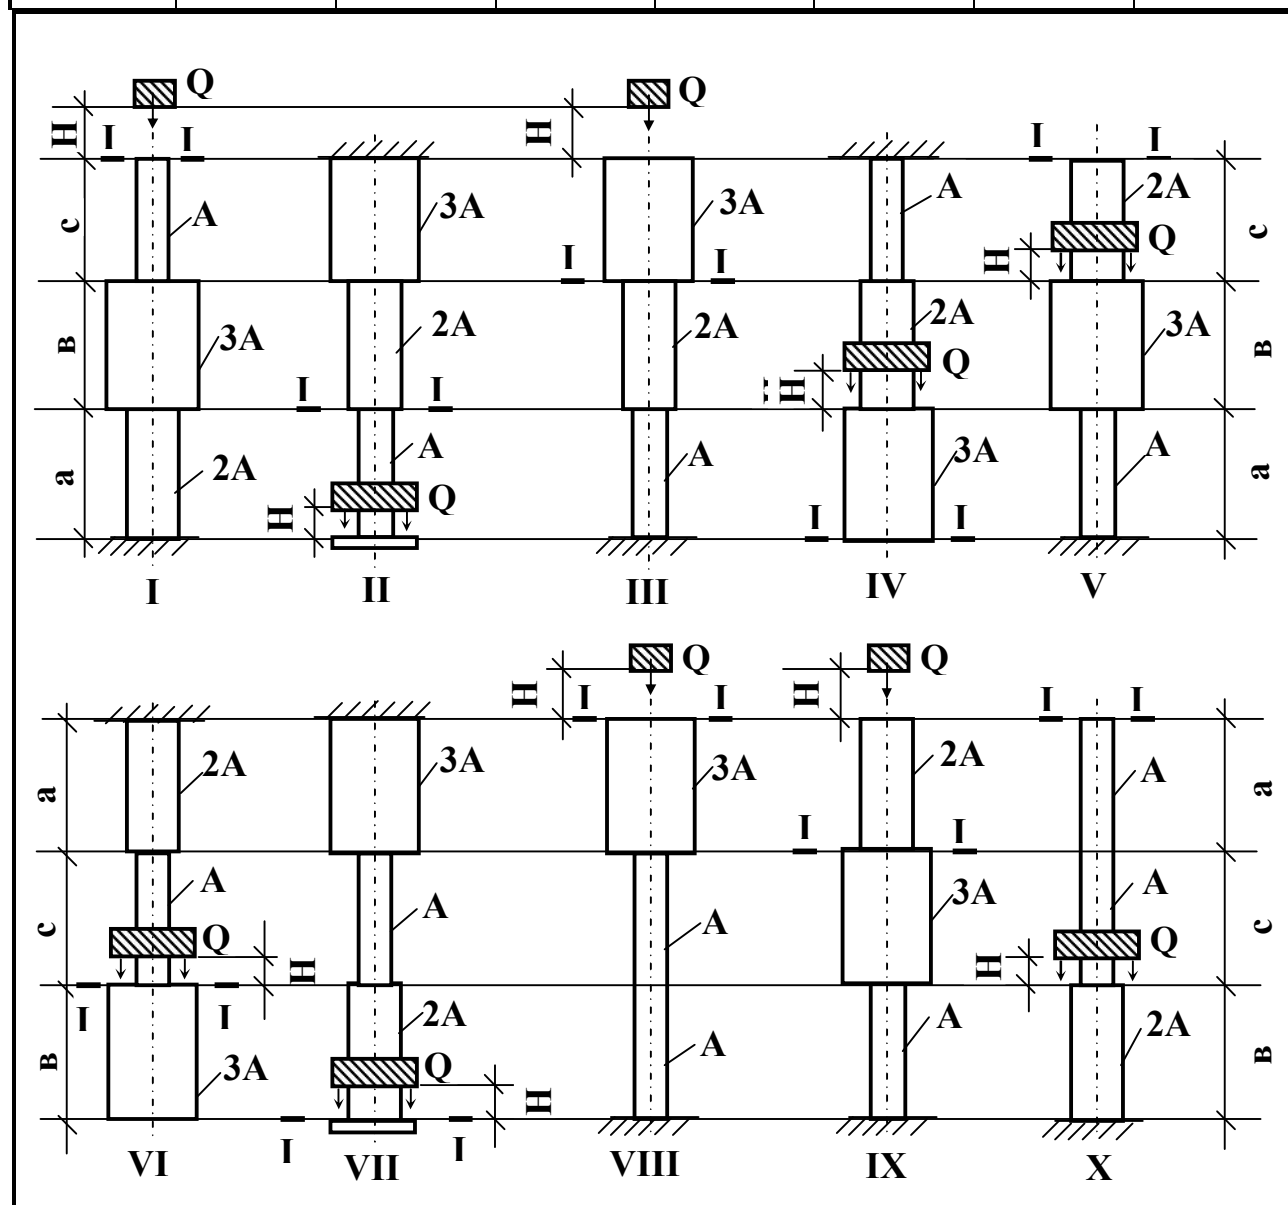 Q Q
H I I H I I
A 3A 3A A 2A
c I I Q H c
2A 2A Q
в 3A I I H 3A в
A A 3A A
а 2A H Q I I а
I II III IV V
Q Q
H I I H I I
2A 3A 3A 2A A
а I I а
A A A 3A A
c Q H H Q c
I I 2A A A 2A
в 3A Q H A в
I I
VI VII VIII IX X